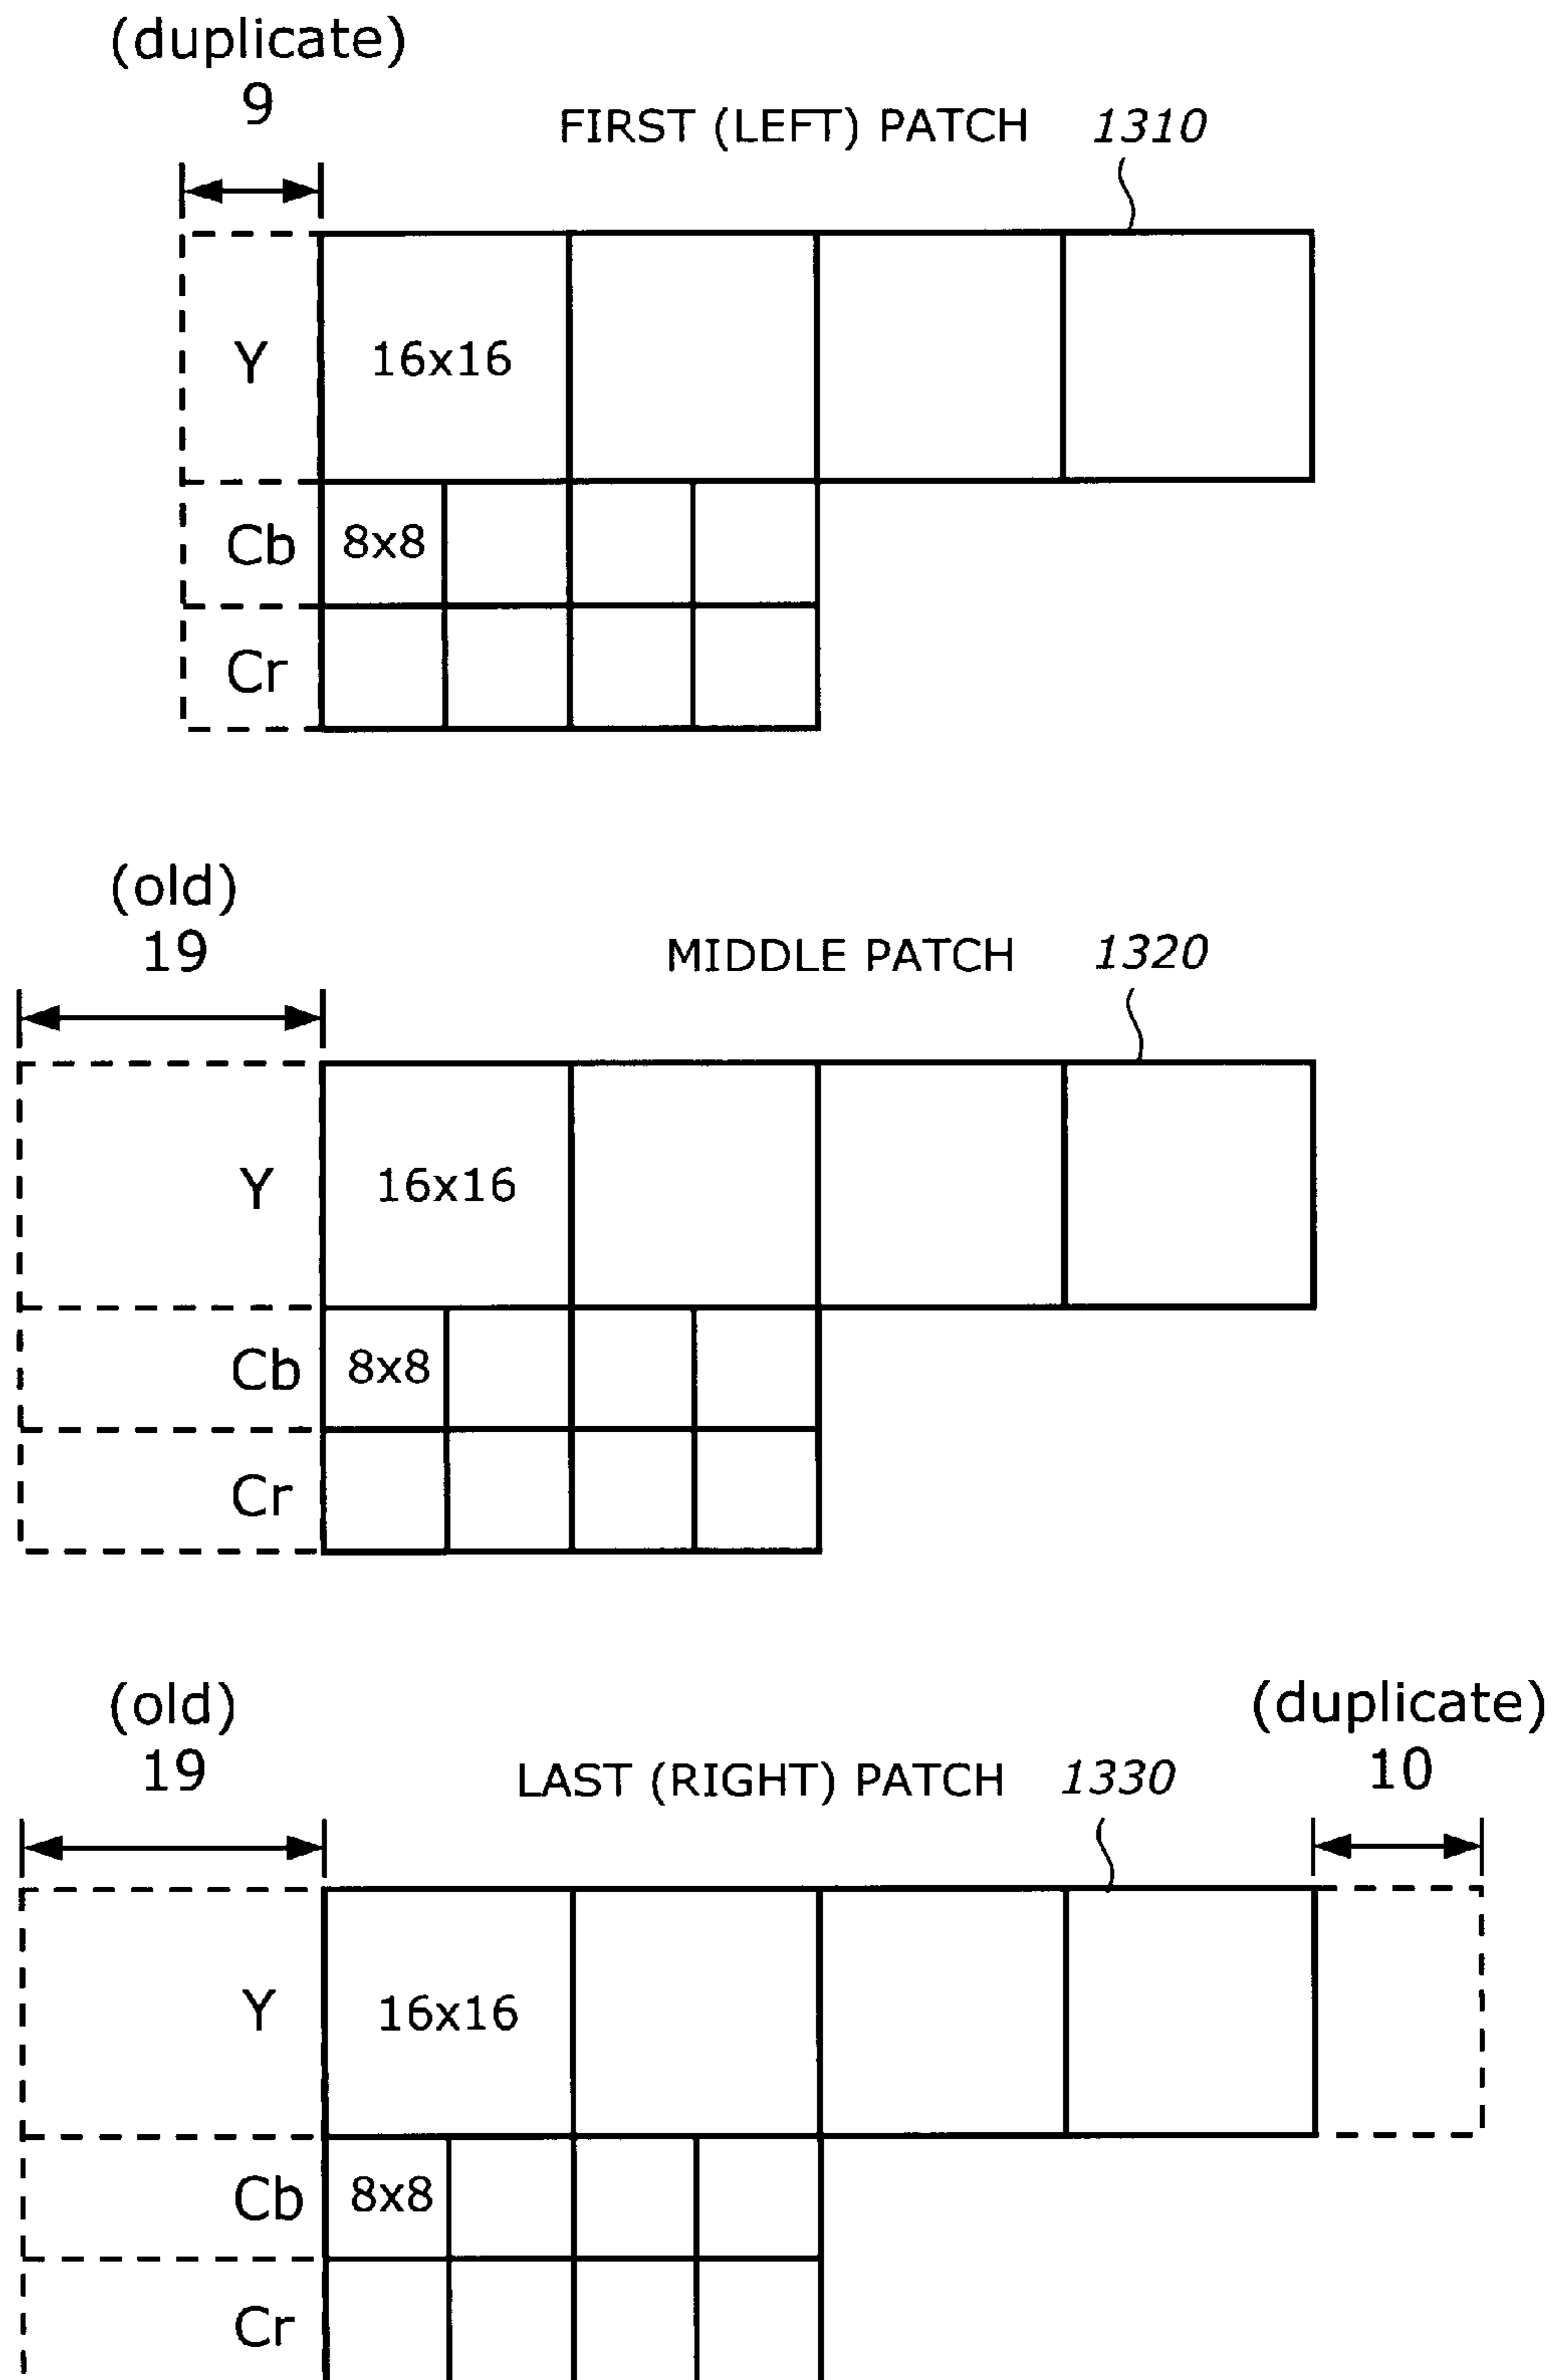 (duplicate)
9
FIRST (LEFT) PATCH 1310
Y 16x16
Cb 8x8
Cr
(old)
19
MIDDLE PATCH 1320
Y 16x16
Cb 8x8
Cr
(old)
19
LAST (RIGHT) PATCH 1330
(duplicate)
10
Y 16x16
Cb 8x8
Cr